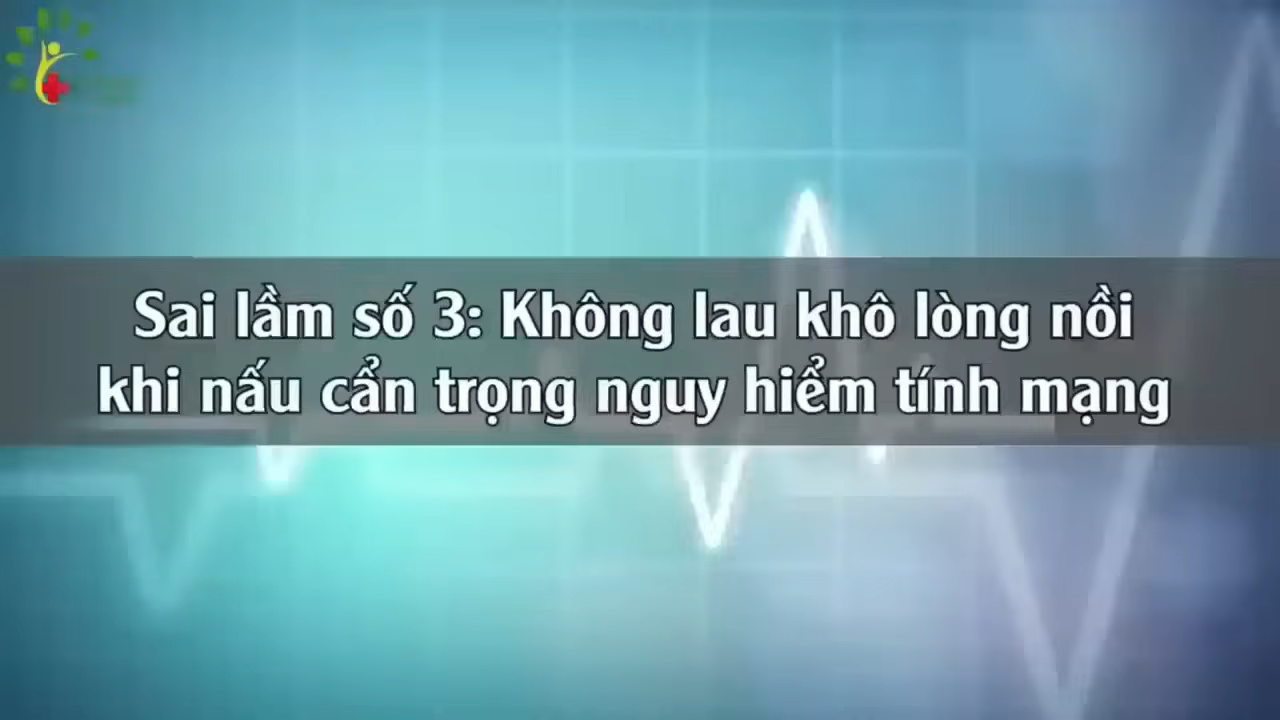 Sai lầm số 3: Không lau khô lòng nồi
khi nấu cẩn trọng nguy hiểm tính mạng